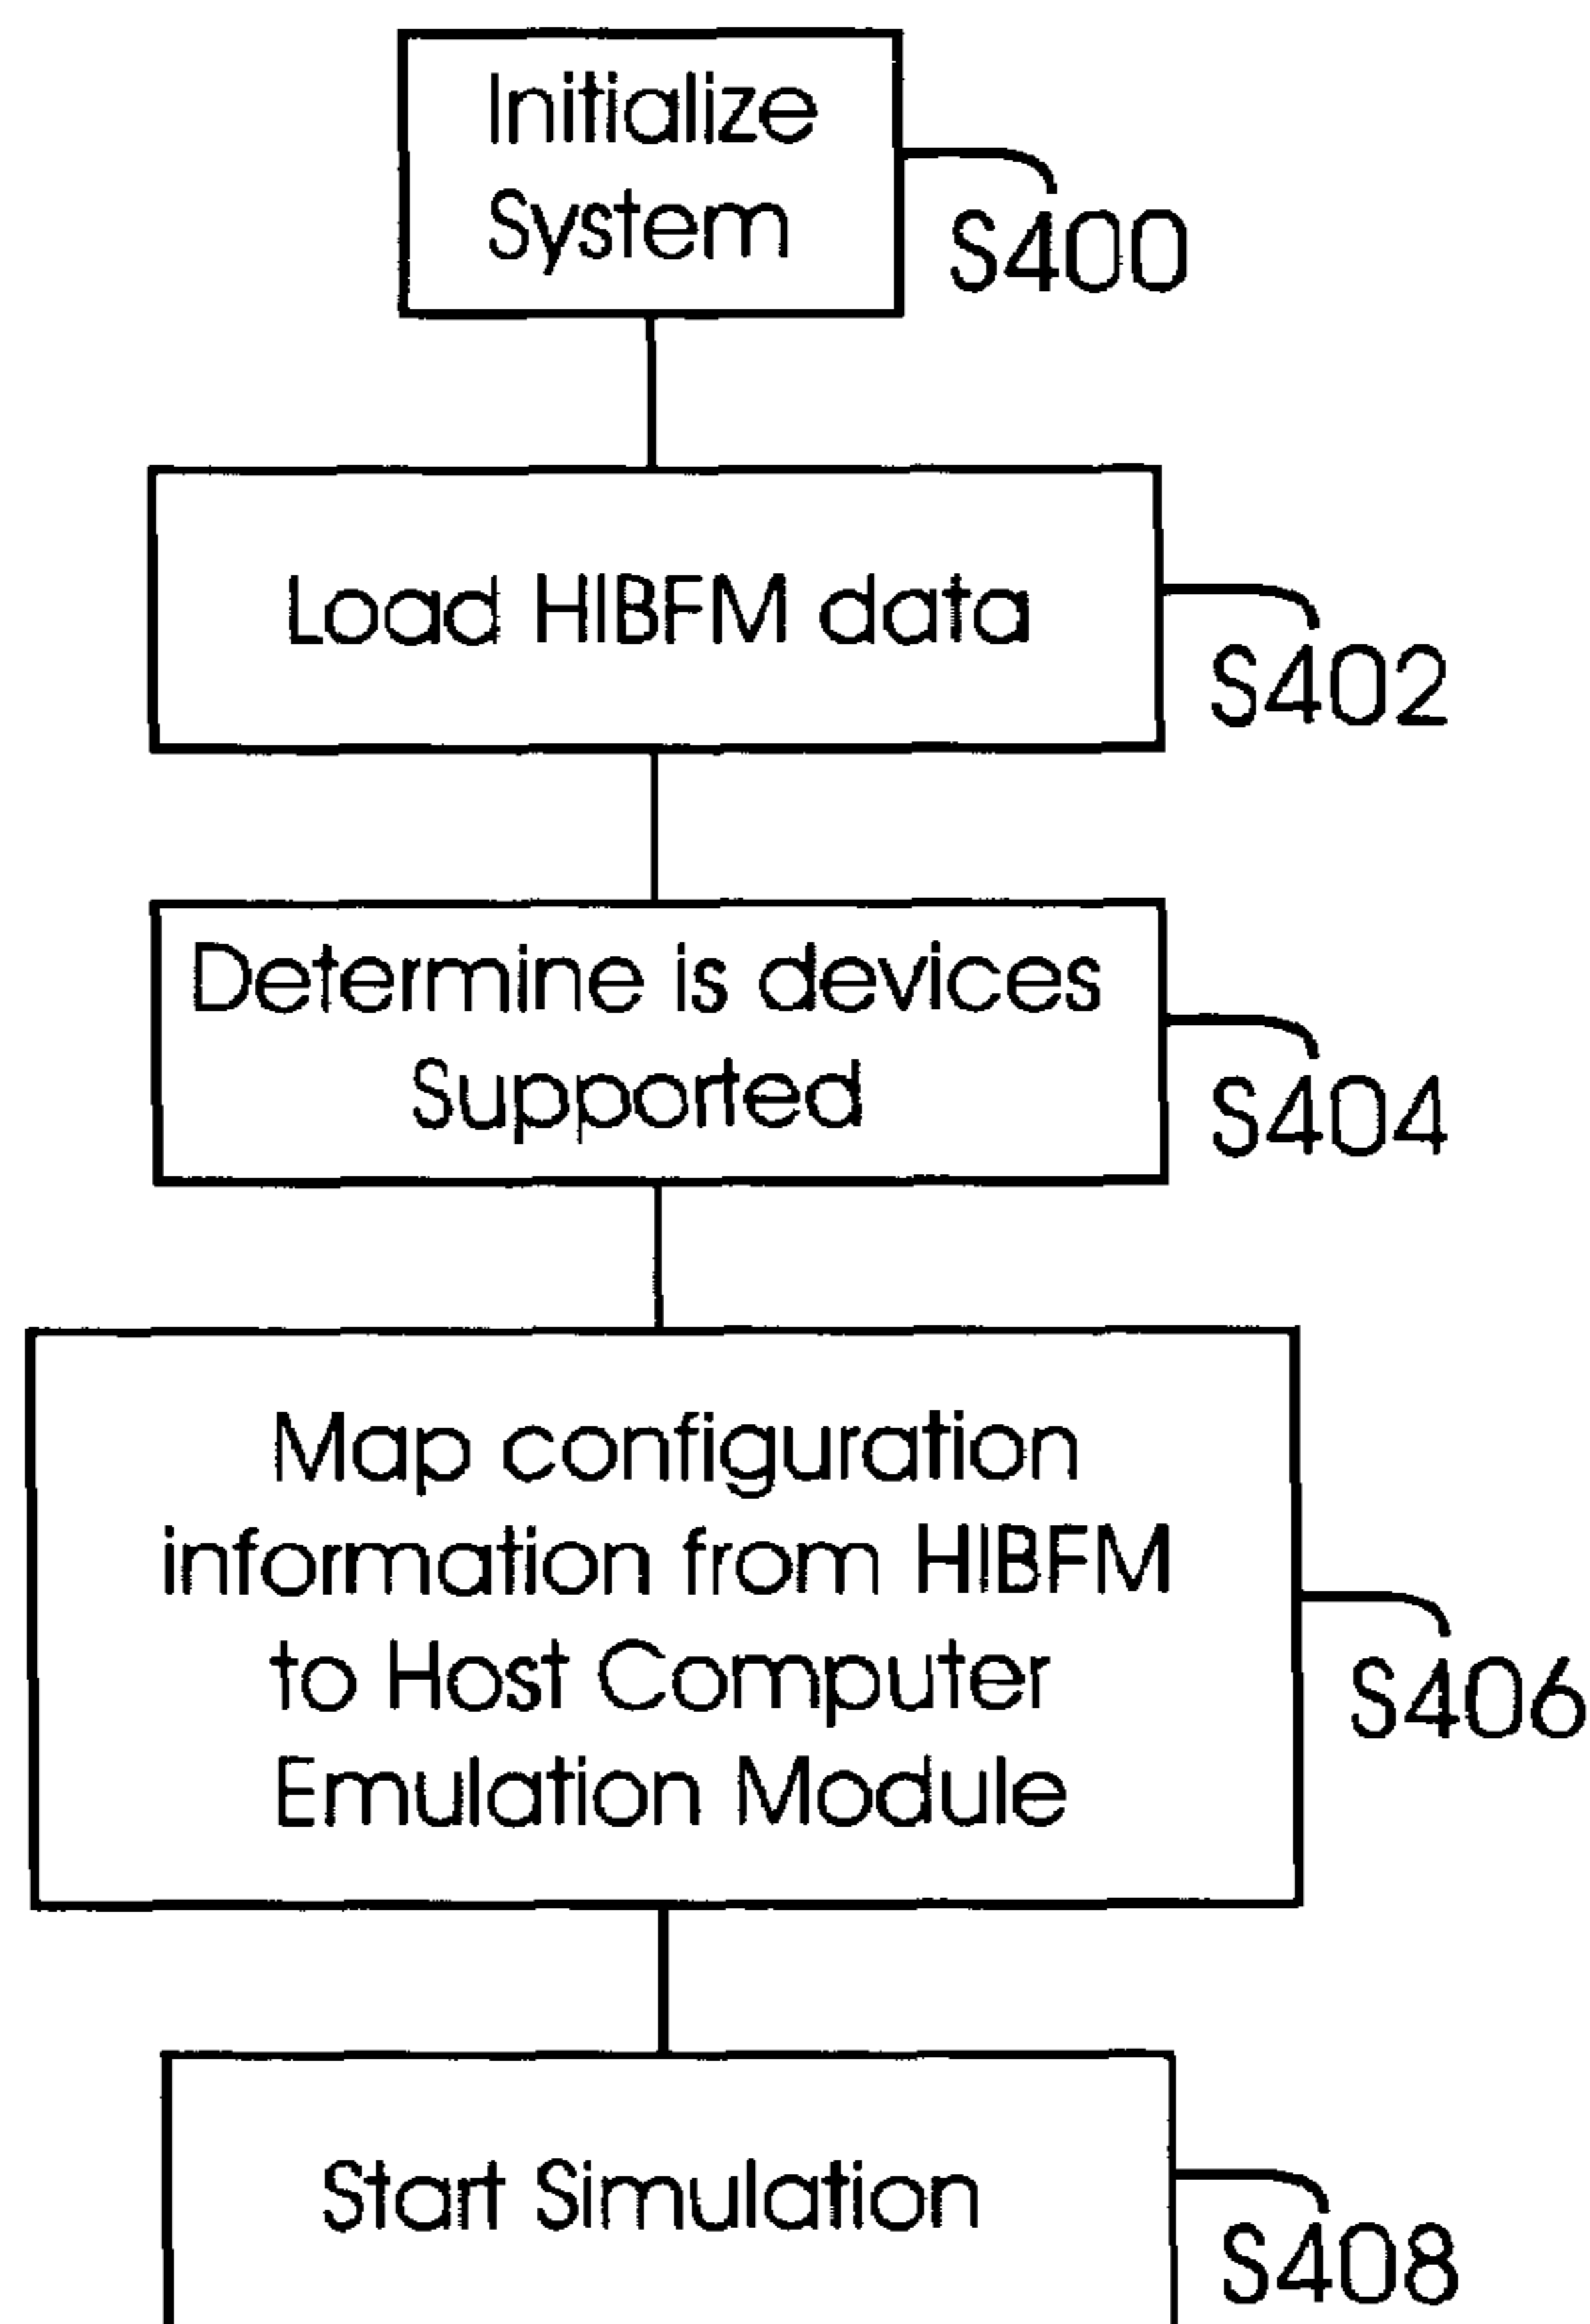 Initialize
System
S400
Load HIBFM data
S402
Determine is devices
Supported
S404
Map configuration
information from HIBFM
to Host Computer
Emulation Module
S406
Start Simulation
S408